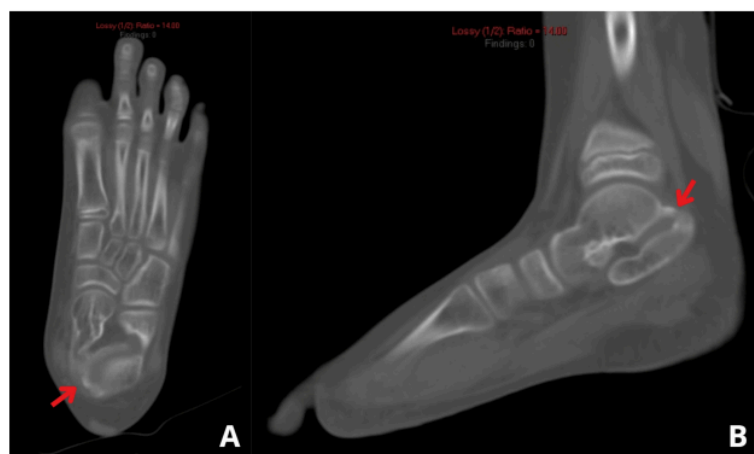 Lossy (1/2) Ratio = 14.00
Findings: 0
Lossy (1/2) Ratio = 14.00
Findings: 0
A
B